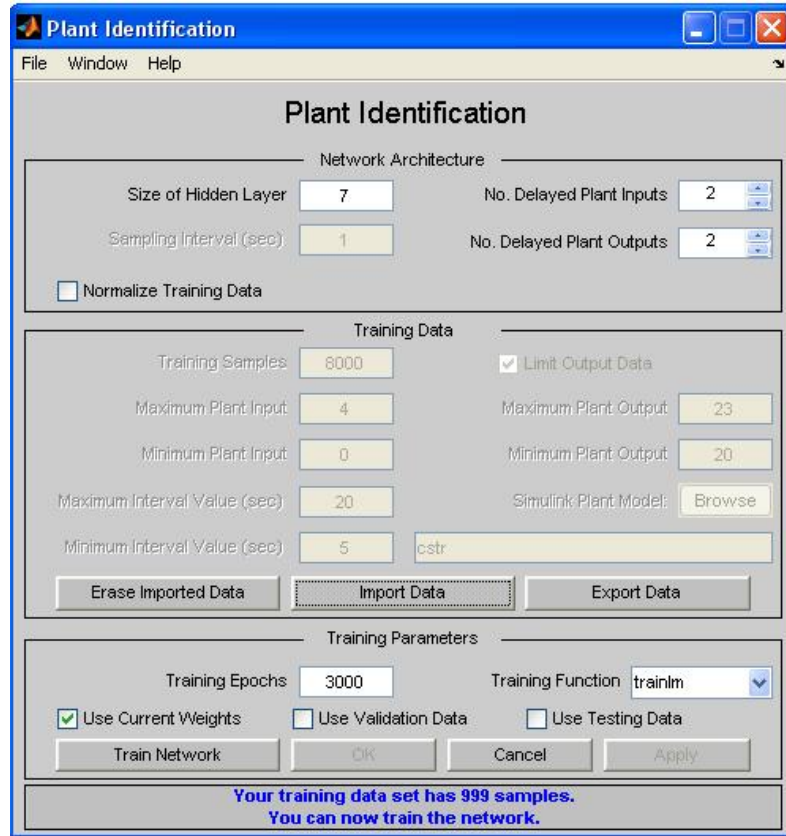 Plant Identification
File Window Help
Plant Identification
Network Architecture
Size of Hidden Layer 7 No. Delayed Plant Inputs 2
Sampling Interval (sec) 1 No. Delayed Plant Outputs 2
Normalize Training Data
Training Data
Training Samples 8000 Limit Output Data
Maximum Plant Input 4 Maximum Plant Output 23
Minimum Plant Input 0 Minimum Plant Output 20
Maximum Interval Value (sec) 20 Simulink Plant Model: Browse
Minimum Interval Value (sec) 5 cstr
Erase Imported Data Import Data Export Data
Training Parameters
Training Epochs 3000 Training Function trainlm
Use Current Weights Use Validation Data Use Testing Data
Train Network OK Cancel Apply
Your training data set has 999 samples.
You can now train the network.